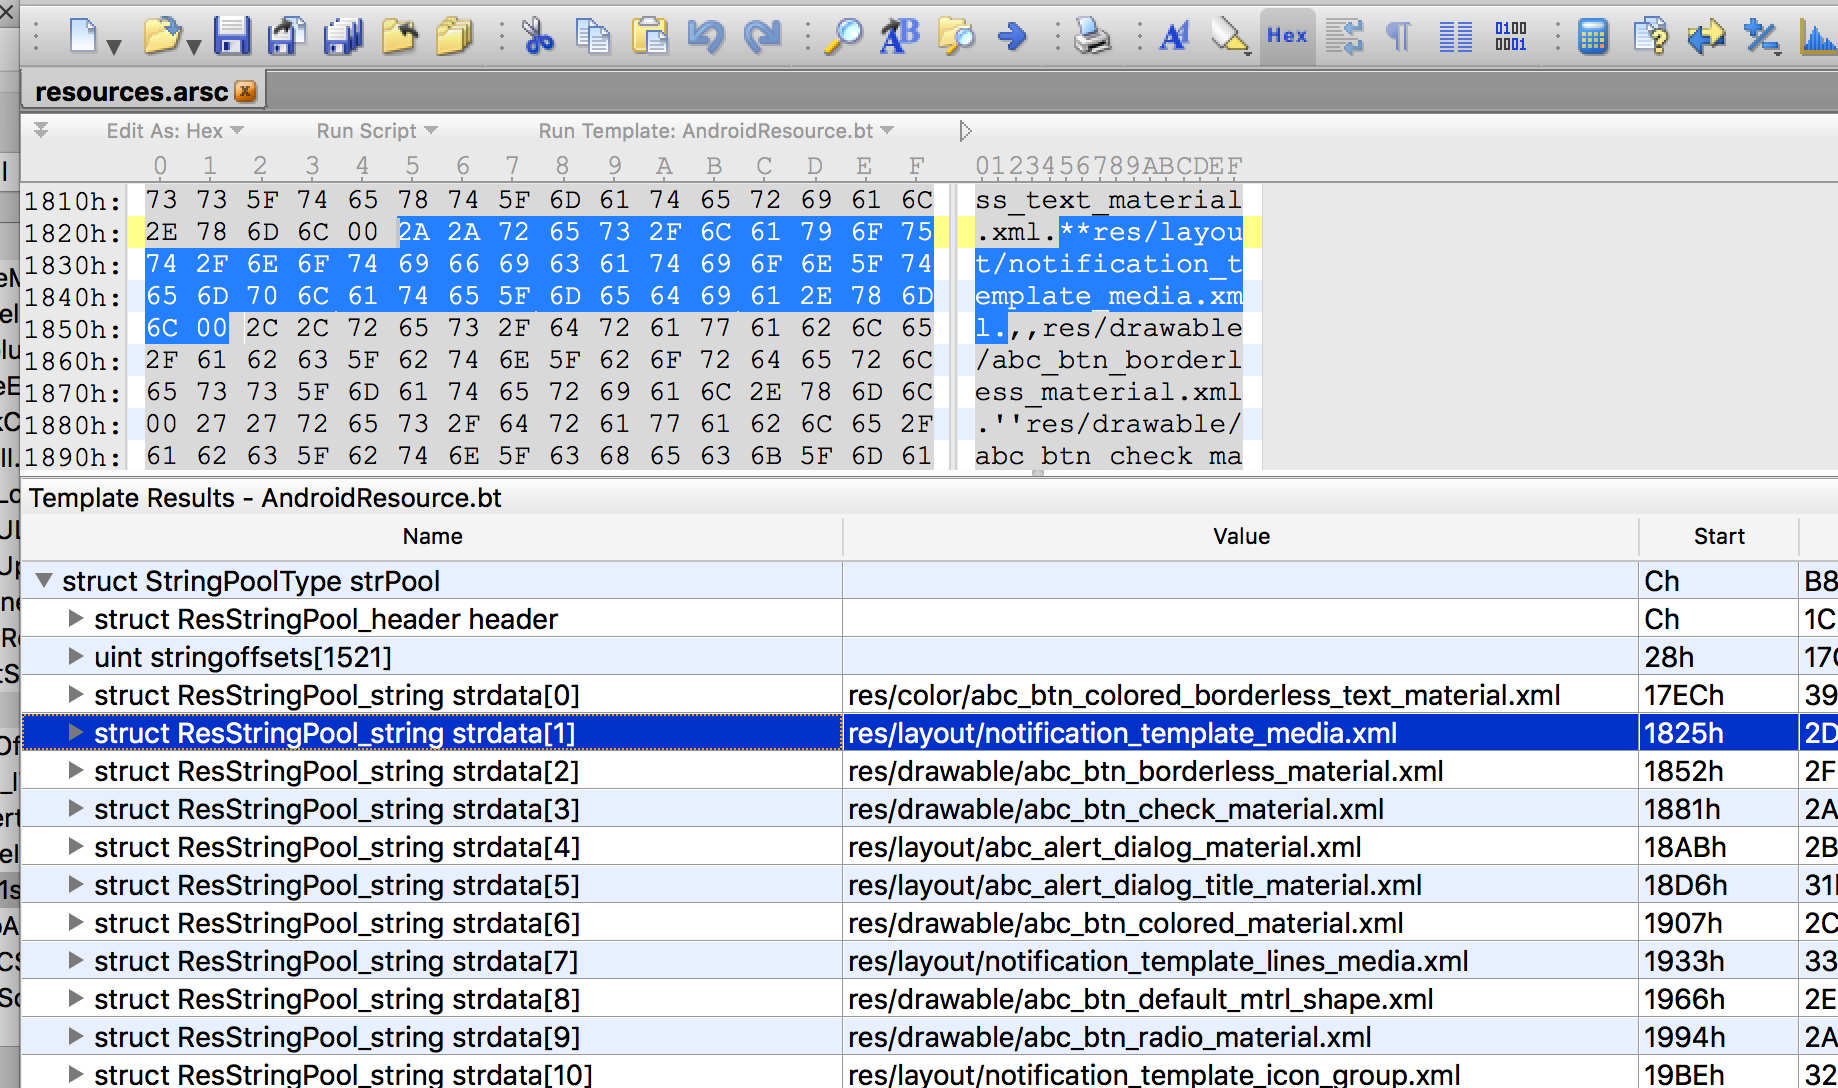 Hex
0100
0001
resources.arsc
Edit As: Hex Run Script Run Template: AndroidResource.bt
0 1 2 3 4 5 6 7 8 9 A B C D E F 0123456789ABCDEF
1810h: 73 73 5F 74 65 78 74 5F 6D 61 74 65 72 69 61 6C ss_text_material
1820h: 2E 78 6D 6C 00 2A 2A 72 65 73 2F 6C 61 79 6F 75 .xml.**res/layou
1830h: 74 2F 6E 6F 74 69 66 69 63 61 74 69 6F 6E 5F 74 t/notification_t
1840h: 65 6D 70 6C 61 74 65 5F 6D 65 64 69 61 2E 78 6D emplate_media.xm
1850h: 6C 00 2C 2C 72 65 73 2F 64 72 61 77 61 62 6C 65 l.,,res/drawable
1860h: 2F 61 62 63 5F 62 74 6E 5F 62 6F 72 64 65 72 6C /abc_btn_borderl
1870h: 65 73 73 5F 6D 61 74 65 72 69 61 6C 2E 78 6D 6C ess_material.xml
1880h: 00 27 27 72 65 73 2F 64 72 61 77 61 62 6C 65 2F .''res/drawable/
1890h: 61 62 63 5F 62 74 6E 5F 63 68 65 63 6B 5F 6D 61 abc_btn_check_ma
Template Results - AndroidResource.bt
Name Value Start
struct StringPoolType strPool Ch B8
struct ResStringPool_header header Ch 1C
uint stringoffsets[1521] 28h 17C
struct ResStringPool_string strdata[0] res/color/abc_btn_colored_borderless_text_material.xml 17ECh 39
struct ResStringPool_string strdata[1] res/layout/notification_template_media.xml 1825h 2D
struct ResStringPool_string strdata[2] res/drawable/abc_btn_borderless_material.xml 1852h 2F
struct ResStringPool_string strdata[3] res/drawable/abc_btn_check_material.xml 1881h 2A
struct ResStringPool_string strdata[4] res/layout/abc_alert_dialog_material.xml 18ABh 2B
struct ResStringPool_string strdata[5] res/layout/abc_alert_dialog_title_material.xml 18D6h 31
struct ResStringPool_string strdata[6] res/drawable/abc_btn_colored_material.xml 1907h 2C
struct ResStringPool_string strdata[7] res/layout/notification_template_lines_media.xml 1933h 33
struct ResStringPool_string strdata[8] res/drawable/abc_btn_default_mtrl_shape.xml 1966h 2E
struct ResStringPool_string strdata[9] res/drawable/abc_btn_radio_material.xml 1994h 2A
struct ResStringPool_string strdata[10] res/layout/notification_template_icon_group.xml 19BEh 32